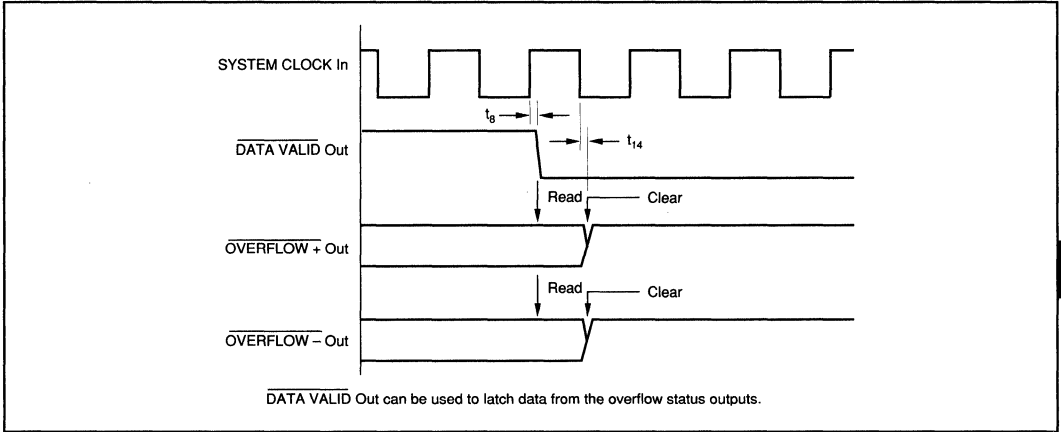 SYSTEM CLOCK In
t8
DATA VALID Out
t14
Read
Clear
OVERFLOW + Out
Read
Clear
OVERFLOW – Out
DATA VALID Out can be used to latch data from the overflow status outputs.